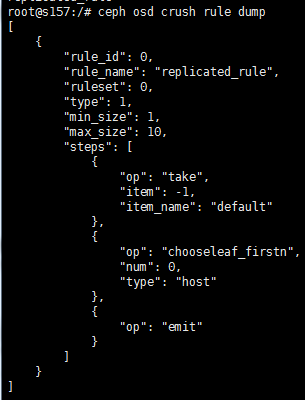 root@s157:/# ceph osd crush rule dump
[
    {
        "rule_id": 0,
        "rule_name": "replicated_rule",
        "ruleset": 0,
        "type": 1,
        "min_size": 1,
        "max_size": 10,
        "steps": [
            {
                "op": "take",
                "item": -1,
                "item_name": "default"
            },
            {
                "op": "chooseleaf_firstn",
                "num": 0,
                "type": "host"
            },
            {
                "op": "emit"
            }
        ]
    }
]